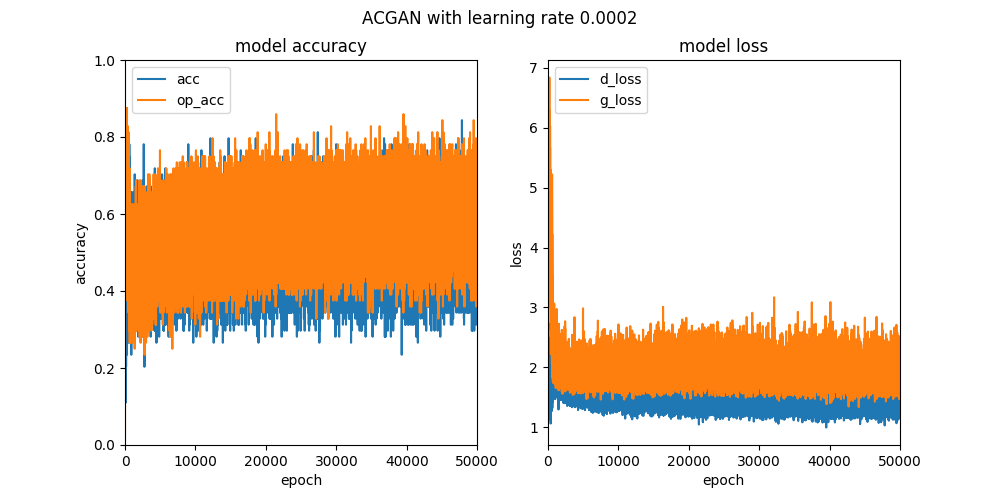 ACGAN with learning rate 0.0002
model accuracy
model loss
acc
op_acc
d_loss
g_loss
1.0
0.8
0.6
0.4
0.2
0.0
accuracy
0
10000
20000
30000
40000
50000
epoch
7
6
5
4
3
2
1
loss
0
10000
20000
30000
40000
50000
epoch